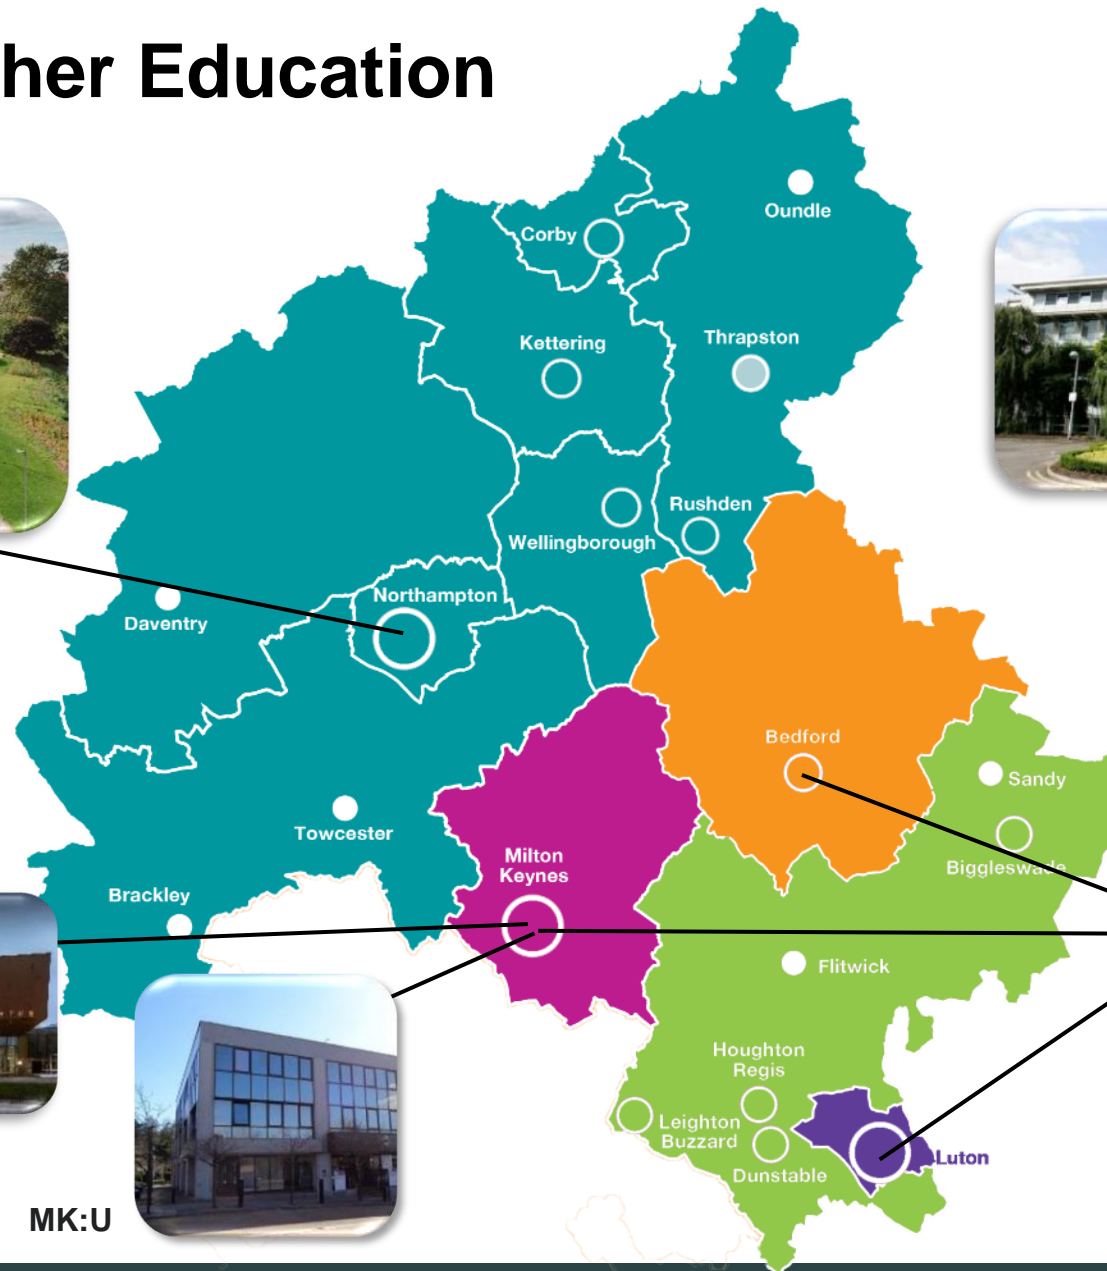 her Education
Oundle
Corby
Thrapston
Kettering
Rushden
Wellingborough
Northampton
Daventry
Bedford
Sandy
Towcester
Biggleswade
Milton
Keynes
Brackley
Flitwick
Houghton
Regis
Leighton
Buzzard
Dunstable
Luton
MK:U